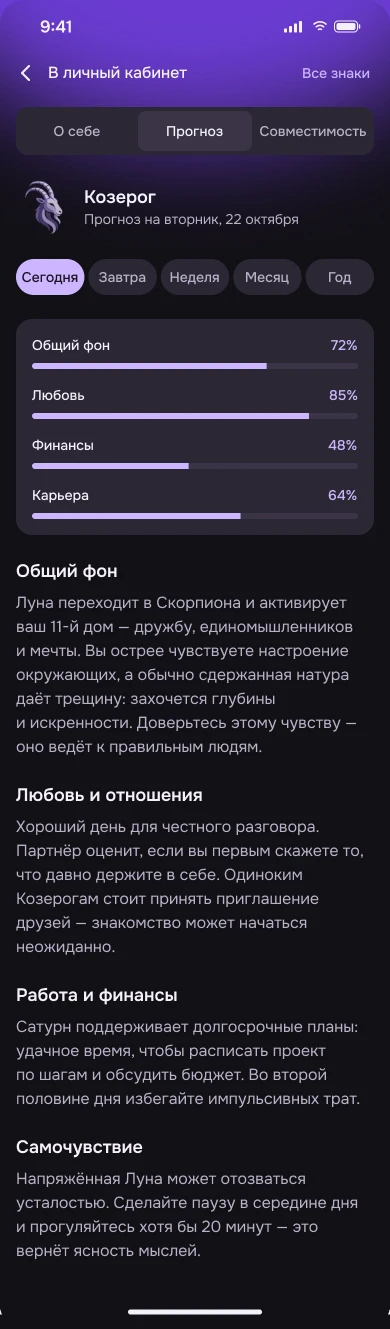 9:41
В личный кабинет
Все знаки
О себе
Прогноз
Совместимость
Козерог
Прогноз на вторник, 22 октября
Сегодня
Завтра
Неделя
Месяц
Год
Общий фон 72%
Любовь 85%
Финансы 48%
Карьера 64%
Общий фон
Луна переходит в Скорпиона и активирует
ваш 11-й дом — дружбу, единомышленников
и мечты. Вы острее чувствуете настроение
окружающих, а обычно сдержанная натура
даёт трещину: захочется глубины
и искренности. Доверьтесь этому чувству —
оно ведёт к правильным людям.
Любовь и отношения
Хороший день для честного разговора.
Партнёр оценит, если вы первым скажете то,
что давно держите в себе. Одиноким
Козерогам стоит принять приглашение
друзей — знакомство может начаться
неожиданно.
Работа и финансы
Сатурн поддерживает долгосрочные планы:
удачное время, чтобы расписать проект
по шагам и обсудить бюджет. Во второй
половине дня избегайте импульсивных трат.
Самочувствие
Напряжённая Луна может отозваться
усталостью. Сделайте паузу в середине дня
и прогуляйтесь хотя бы 20 минут — это
вернёт ясность мыслей.